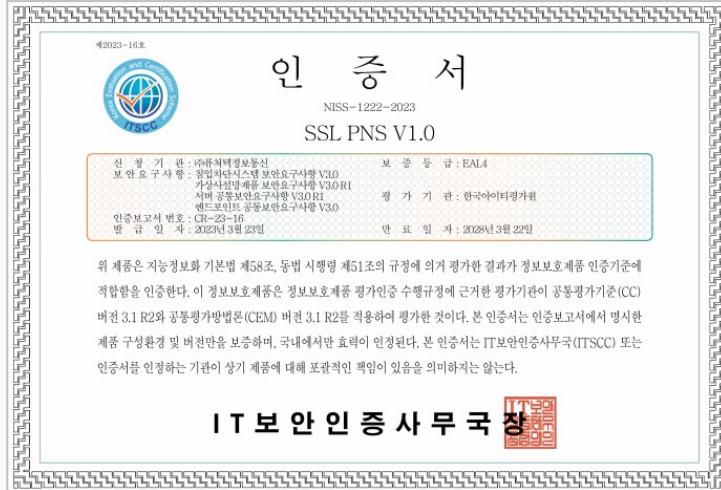 제2023-16호
Korea Evaluation and Certification Scheme
ITSCC
인 증 서
NISS-1222-2023
SSL PNS V1.0
신 청 기 관 : ㈜퓨쳐텍정보통신
보 증 등 급 : EAL4
보안요구사항 : 침입차단시스템 보안요구사항 V3.0
가상사설망제품 보안요구사항 V3.0 R1
서버 공통보안요구사항 V3.0 R1
평 가 기 관 : 한국아이티평가원
엔드포인트 공통보안요구사항 V3.0
인증보고서 번호 : CR-23-16
발 급 일 자 : 2023년 3월 23일
만 료 일 자 : 2028년 3월 22일
위 제품은 지능정보화 기본법 제58조, 동법 시행령 제51조의 규정에 의거 평가한 결과가 정보보호제품 인증기준에
적합함을 인증한다. 이 정보보호제품은 정보보호제품 평가인증 수행규정에 근거한 평가기관이 공통평가기준(CC)
버전 3.1 R2와 공통평가방법론(CEM) 버전 3.1 R2를 적용하여 평가한 것이다. 본 인증서는 인증보고서에서 명시한
제품 구성환경 및 버전만을 보증하며, 국내에서만 효력이 인정된다. 본 인증서는 IT보안인증사무국(ITSCC) 또는
인증서를 인정하는 기관이 상기 제품에 대해 포괄적인 책임이 있음을 의미하지는 않는다.
IT보안인증사무국장